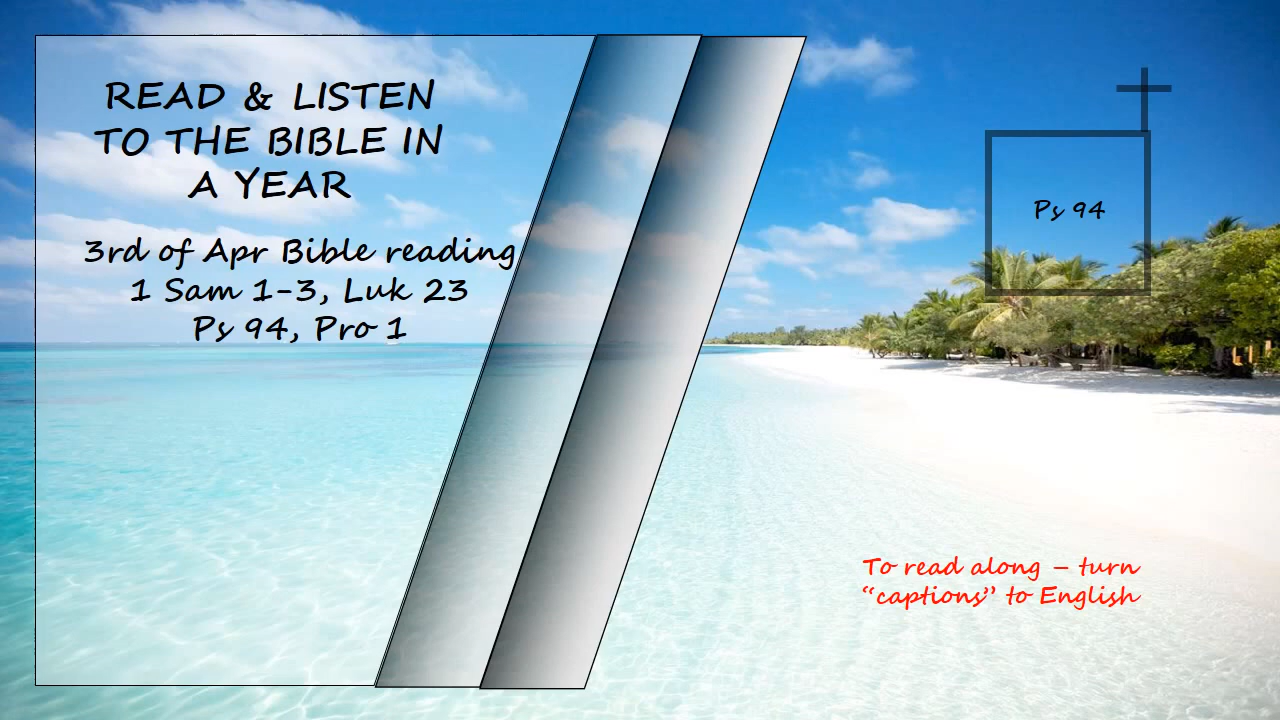 READ & LISTEN
TO THE BIBLE IN
A YEAR
3rd of Apr Bible reading
1 Sam 1-3, Luk 23
Ps 94, Pro 1
Ps 94
To read along – turn
“captions” to English